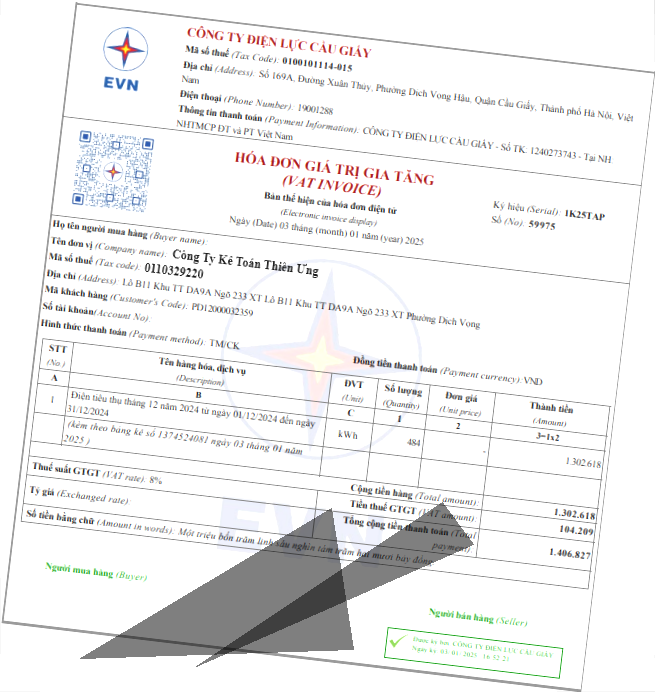 CÔNG TY ĐIỆN LỰC CẦU GIẤY
Mã số thuế (Tax Code): 0100101114-015
Địa chỉ (Address): Số 169A, Đường Xuân Thủy, Phường Dịch Vọng Hậu, Quận Cầu Giấy, Thành phố Hà Nội, Việt
Nam
Điện thoại (Phone Number): 19001288
Thông tin thanh toán (Payment Information): CÔNG TY ĐIỆN LỰC CẦU GIẤY - Số TK: 1240273743 - Tại NH
NHTMCP ĐT và PT Việt Nam
EVN
HÓA ĐƠN GIÁ TRỊ GIA TĂNG
(VAT INVOICE)
Bản thể hiện của hóa đơn điện tử
(Electronic invoice display)
Ngày (Date) 03 tháng (month) 01 năm (year) 2025
Ký hiệu (Serial): 1K25TAP
Số (No): 59975
Họ tên người mua hàng (Buyer name):
Tên đơn vị (Company name): Công Ty Kế Toán Thiên Ưng
Mã số thuế (Tax code): 0110329220
Địa chỉ (Address): Lô B11 Khu TT DA9A Ngõ 233 XT Lô B11 Khu TT DA9A Ngõ 233 XT Phường Dịch Vọng
Mã khách hàng (Customer's Code): PD12000032359
Số tài khoản/Account No):
Hình thức thanh toán (Payment method): TM/CK
Đồng tiền thanh toán (Payment currency): VND
STT (No.) Tên hàng hóa, dịch vụ (Description) ĐVT (Unit) Số lượng (Quantity) Đơn giá (Unit price) Thành tiền (Amount)
A B C 1 2 3=1x2
1 Điện tiêu thụ tháng 12 năm 2024 từ ngày 01/12/2024 đến ngày
31/12/2024 kWh 484 - 1.302.618
(kèm theo bảng kê số 1374524081 ngày 03 tháng 01 năm
2025 )
Cộng tiền hàng (Total amount): 1.302.618
Thuế suất GTGT (VAT rate): 8% Tiền thuế GTGT (VAT amount): 104.209
Tỷ giá (Exchanged rate): Tổng cộng tiền thanh toán (Total
payment): 1.406.827
Số tiền bằng chữ (Amount in words): Một triệu bốn trăm linh sáu nghìn tám trăm hai mươi bảy đồng
Người mua hàng (Buyer)
Người bán hàng (Seller)
Được ký bởi: CÔNG TY ĐIỆN LỰC CẦU GIẤY
Ngày ký: 03/01/2025 16:52:21
EVN